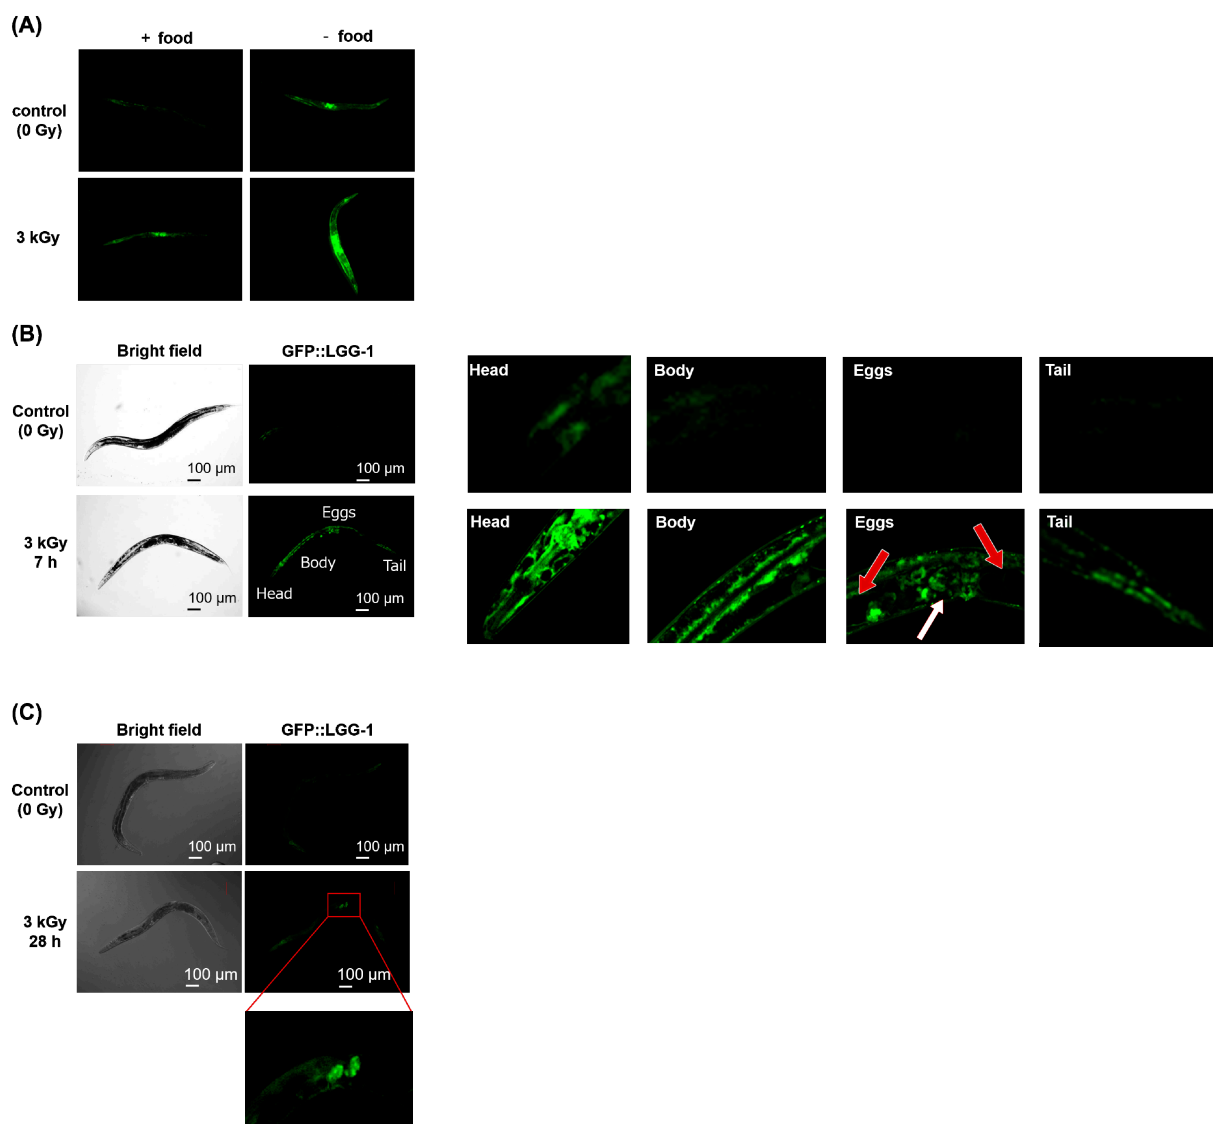 (A)
+ food
- food
control
(0 Gy)
3 kGy
(B)
Bright field
GFP::LGG-1
Control
(0 Gy)
100 µm
100 µm
Head
Body
Eggs
Tail
3 kGy
7 h
100 µm
Eggs
Body
Tail
Head
100 µm
Head
Body
Eggs
Tail
(C)
Bright field
GFP::LGG-1
Control
(0 Gy)
100 µm
100 µm
3 kGy
28 h
100 µm
100 µm